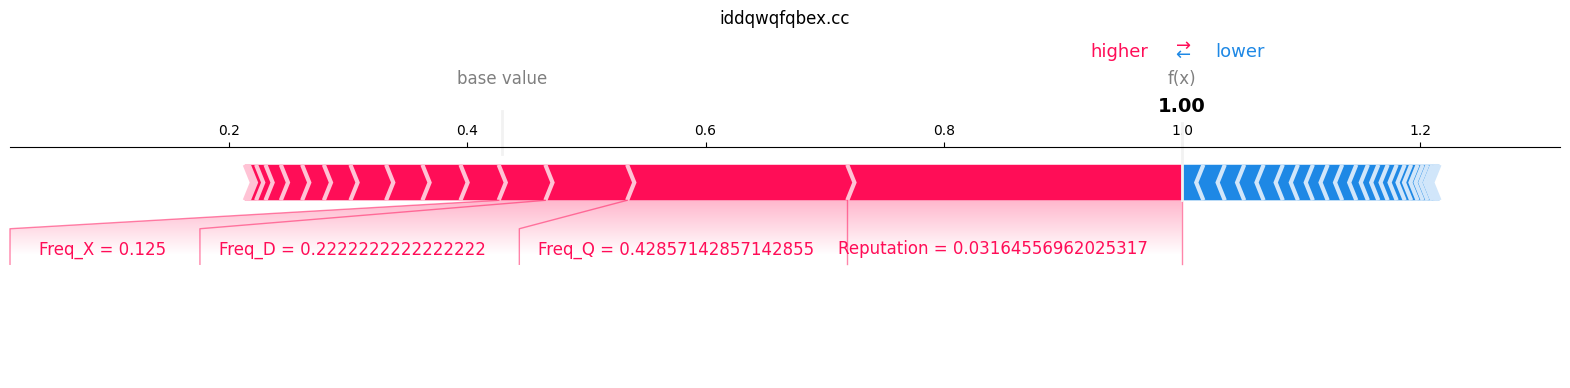 iddqwqfqbex.cc
higher ⇄ lower
base value f(x)
1.00
0.2 0.4 0.6 0.8 1 0 1.2
Freq_X = 0.125 Freq_D = 0.2222222222222222 Freq_Q = 0.42857142857142855 Reputation = 0.03164556962025317